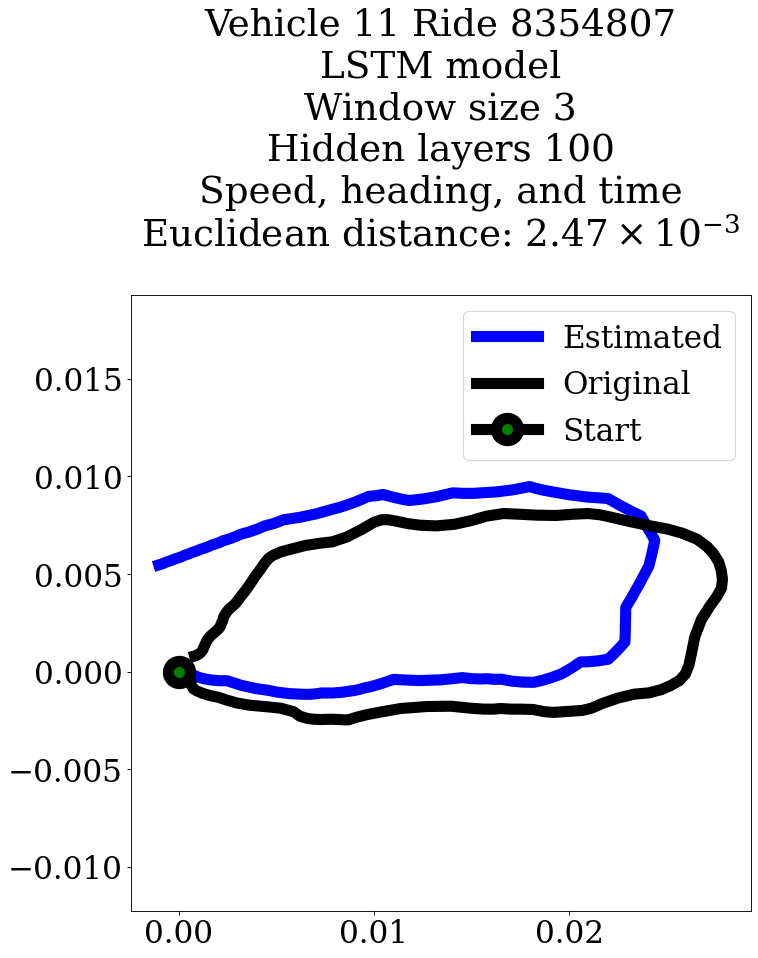 Vehicle 11 Ride 8354807
LSTM model
Window size 3
Hidden layers 100
Speed, heading, and time
Euclidean distance: 2.47 × 10⁻³
Estimated
Original
Start
0.015
0.010
0.005
0.000
−0.005
−0.010
0.00 0.01 0.02